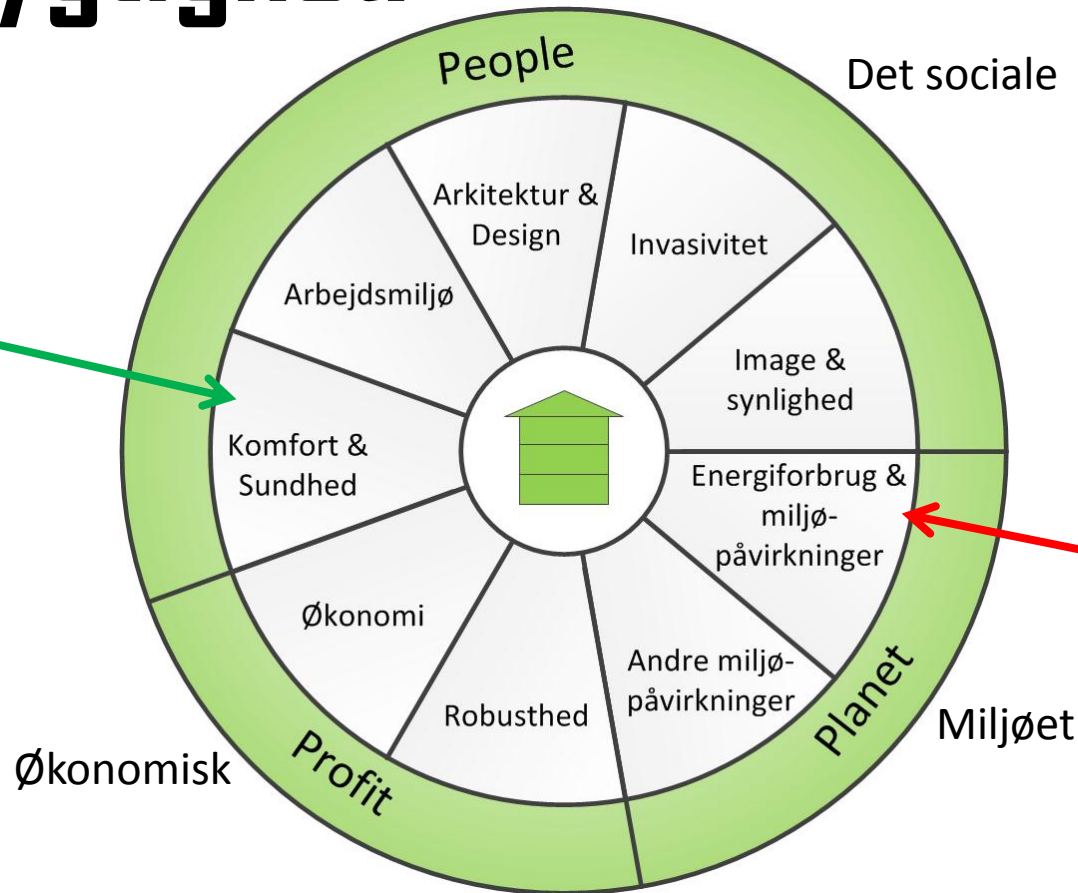 People
Det sociale
Arkitektur &
Design
Invasivitet
Arbejdsmiljø
Image &
synlighed
Komfort &
Sundhed
Energiforbrug &
miljø-
påvirkninger
Økonomi
Andre miljø-
påvirkninger
Robusthed
Planet
Miljøet
Profit
Økonomisk